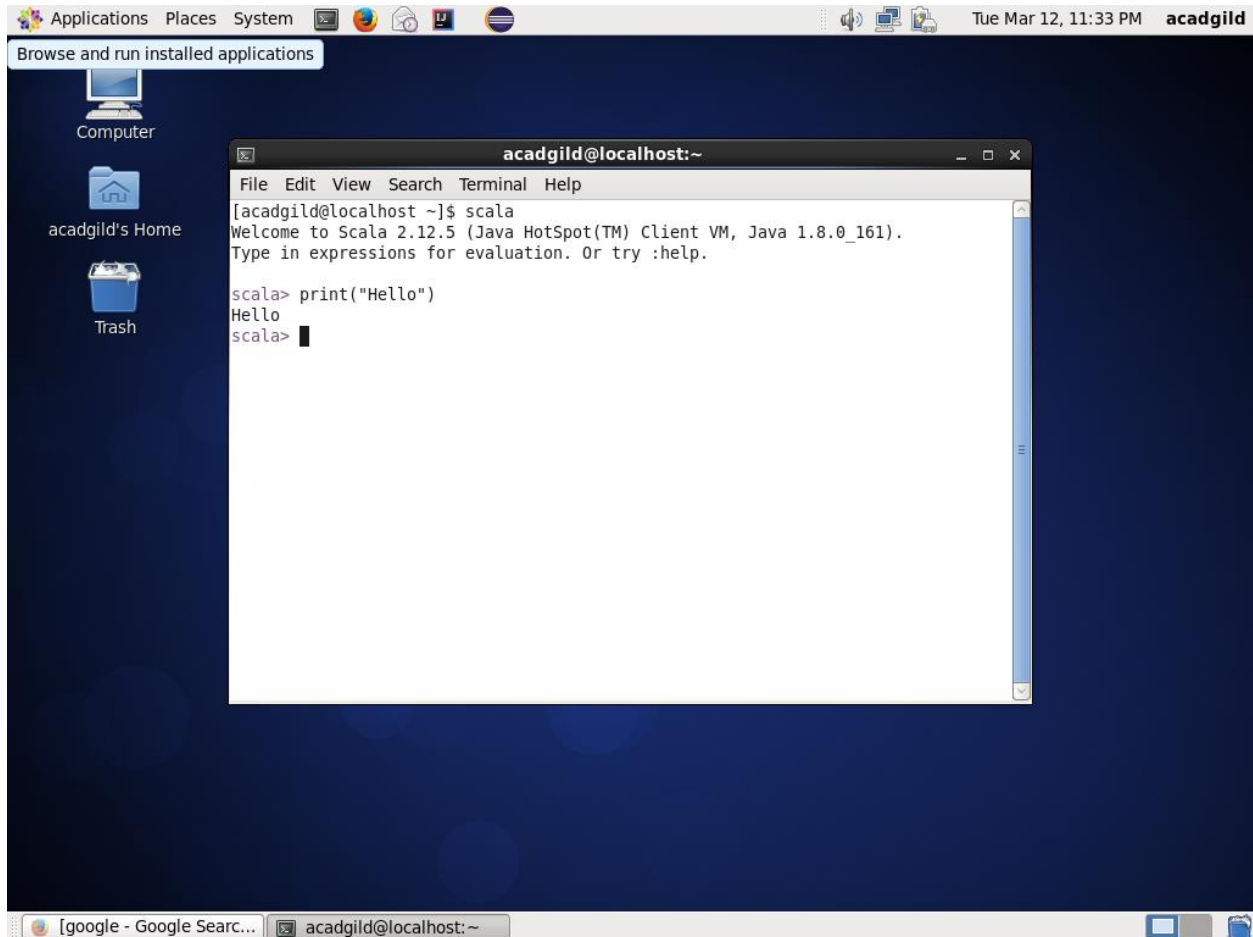 Applications Places System Tue Mar 12, 11:33 PM acadgild
Browse and run installed applications
Computer
acadgild's Home
Trash
acadgild@localhost:~
File Edit View Search Terminal Help
[acadgild@localhost ~]$ scala
Welcome to Scala 2.12.5 (Java HotSpot(TM) Client VM, Java 1.8.0_161).
Type in expressions for evaluation. Or try :help.
scala> print("Hello")
Hello
scala>
[google - Google Searc... acadgild@localhost:~